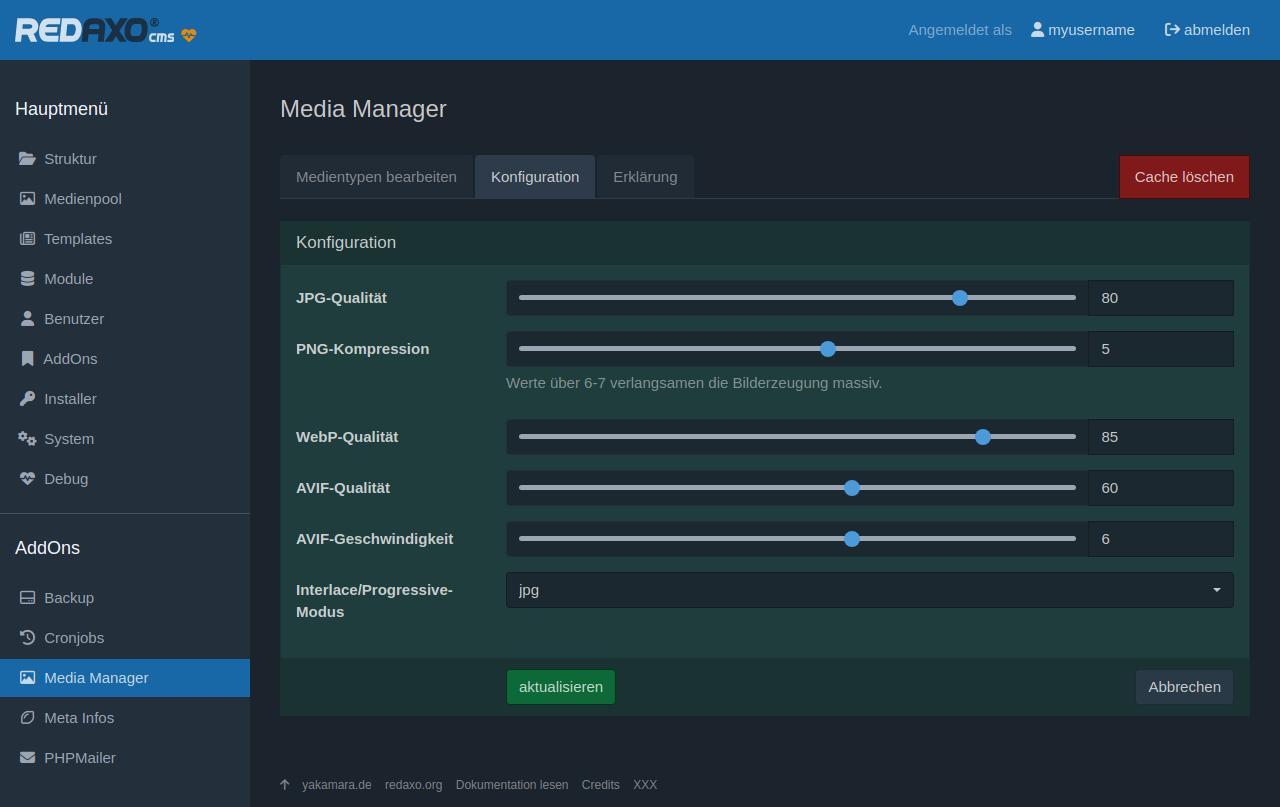 REDAXO® cms
Angemeldet als myusername abmelden
Hauptmenü
Struktur
Medienpool
Templates
Module
Benutzer
AddOns
Installer
System
Debug
AddOns
Backup
Cronjobs
Media Manager
Meta Infos
PHPMailer
Media Manager
Medientypen bearbeiten Konfiguration Erklärung Cache löschen
Konfiguration
JPG-Qualität 80
PNG-Kompression 5
Werte über 6-7 verlangsamen die Bilderzeugung massiv.
WebP-Qualität 85
AVIF-Qualität 60
AVIF-Geschwindigkeit 6
Interlace/Progressive- jpg
Modus
aktualisieren Abbrechen
yakamara.de redaxo.org Dokumentation lesen Credits XXX